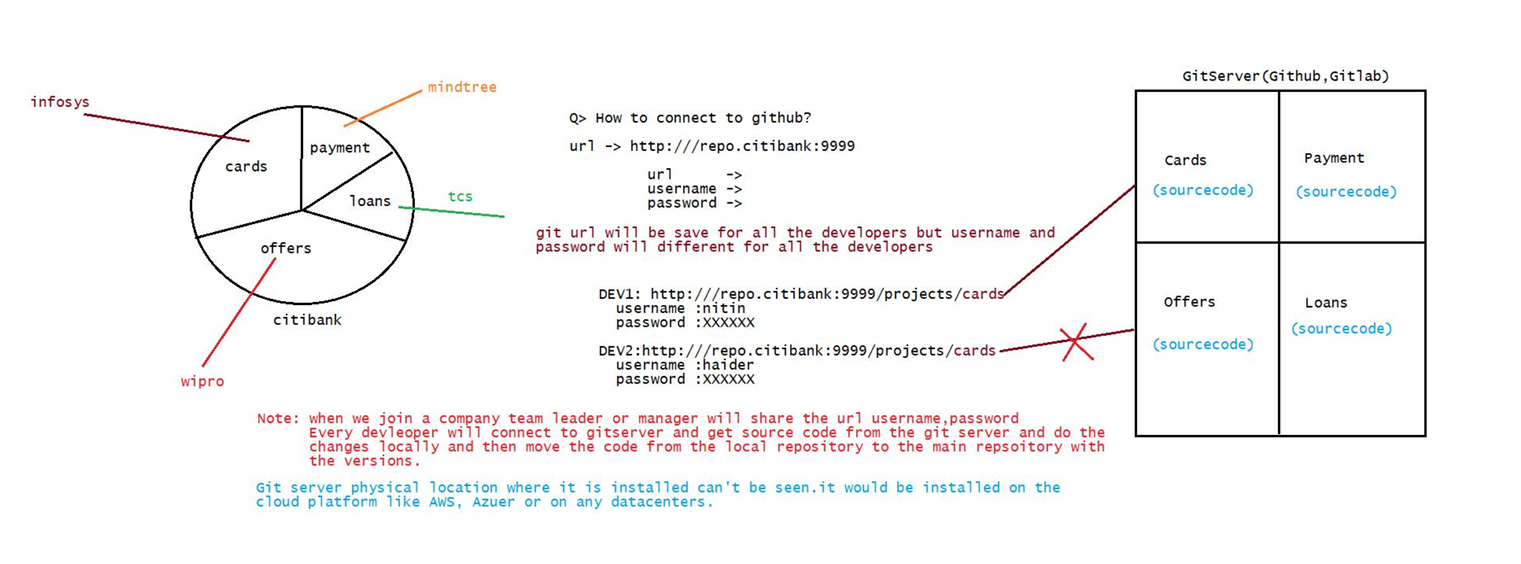 infosys
mindtree
cards
payment
loans
tcs
offers
citibank
wipro
Q> How to connect to github?
url -> http:///repo.citibank:9999
url ->
username ->
password ->
git url will be save for all the developers but username and
password will different for all the developers
DEV1: http:///repo.citibank:9999/projects/cards
username :nitin
password :XXXXXX
DEV2:http:///repo.citibank:9999/projects/cards
username :haider
password :XXXXXX
GitServer(Github,Gitlab)
Cards
(sourcecode)
Payment
(sourcecode)
Offers
(sourcecode)
Loans
(sourcecode)
Note: when we join a company team leader or manager will share the url username,password
Every devleoper will connect to gitserver and get source code from the git server and do the
changes locally and then move the code from the local repository to the main repsoitory with
the versions.
Git server physical location where it is installed can't be seen.it would be installed on the
cloud platform like AWS, Azuer or on any datacenters.